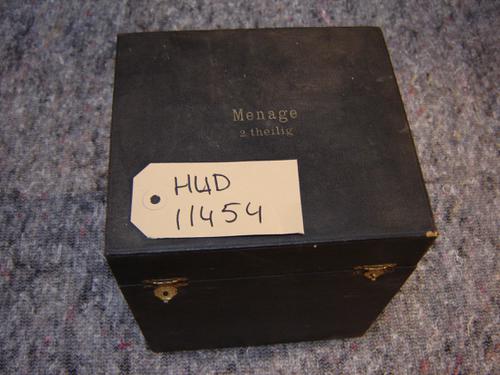 Menage
2 theilig
HUD
11454